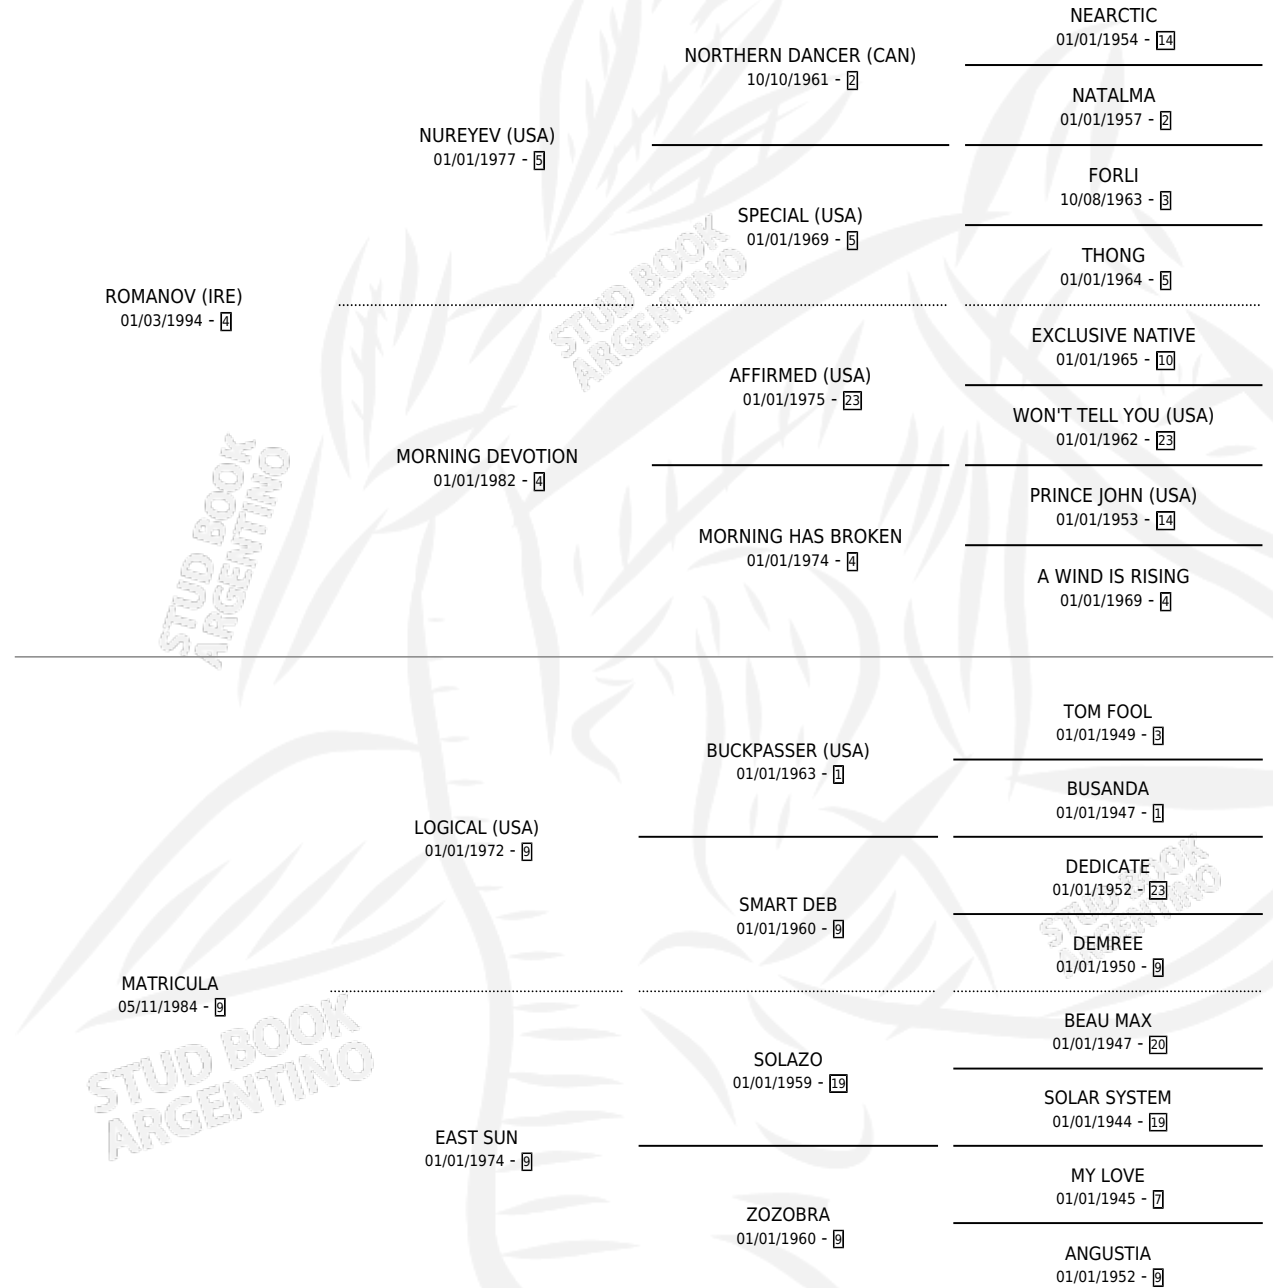 NEARCTIC
01/01/1954 - 14
NORTHERN DANCER (CAN)
10/10/1961 - 2
NATALMA
01/01/1957 - 2
NUREYEV (USA)
01/01/1977 - 5
FORLI
10/08/1963 - 3
SPECIAL (USA)
01/01/1969 - 5
THONG
01/01/1964 - 5
ROMANOV (IRE)
01/03/1994 - 4
EXCLUSIVE NATIVE
01/01/1965 - 10
AFFIRMED (USA)
01/01/1975 - 23
WON'T TELL YOU (USA)
01/01/1962 - 23
MORNING DEVOTION
01/01/1982 - 4
PRINCE JOHN (USA)
01/01/1953 - 14
MORNING HAS BROKEN
01/01/1974 - 4
A WIND IS RISING
01/01/1969 - 4
STUD BOOK
ARGENTINO
STUD BOOK
ARGENTINO
TOM FOOL
01/01/1949 - 3
BUCKPASSER (USA)
01/01/1963 - 1
BUSANDA
01/01/1947 - 1
LOGICAL (USA)
01/01/1972 - 9
DEDICATE
01/01/1952 - 23
SMART DEB
01/01/1960 - 9
DEMREE
01/01/1950 - 9
STUD BOOK
ARGENTINO
MATRICULA
05/11/1984 - 9
BEAU MAX
01/01/1947 - 20
SOLAZO
01/01/1959 - 19
SOLAR SYSTEM
01/01/1944 - 19
STUD BOOK
ARGENTINO
EAST SUN
01/01/1974 - 9
MY LOVE
01/01/1945 - 7
ZOZOBRA
01/01/1960 - 9
ANGUSTIA
01/01/1952 - 9